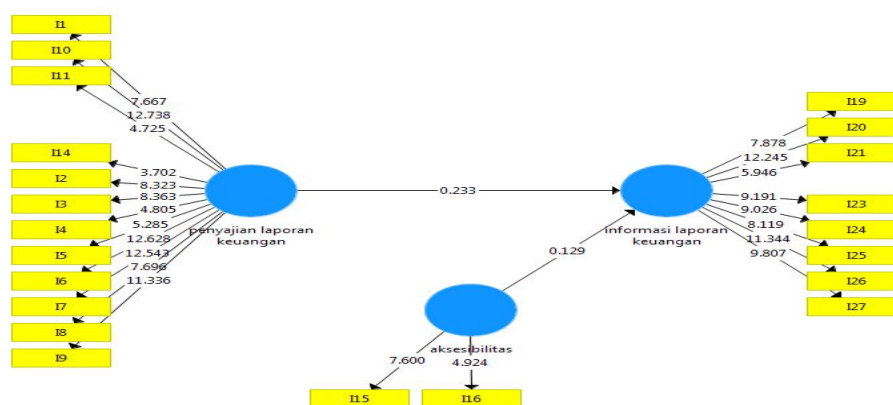 I1
I10
I11
7.667
12.738
4.725
I14
I2
I3
I4
I5
I6
I7
I8
I9
3.702
8.323
8.363
4.805
5.285
12.628
12.543
7.696
11.336
penyajian laporan
keuangan
0.233
informasi laporan
keuangan
0.129
aksesibilitas
7.600
4.924
I15
I16
7.878
12.245
5.946
9.191
9.026
8.119
11.344
9.807
I19
I20
I21
I23
I24
I25
I26
I27